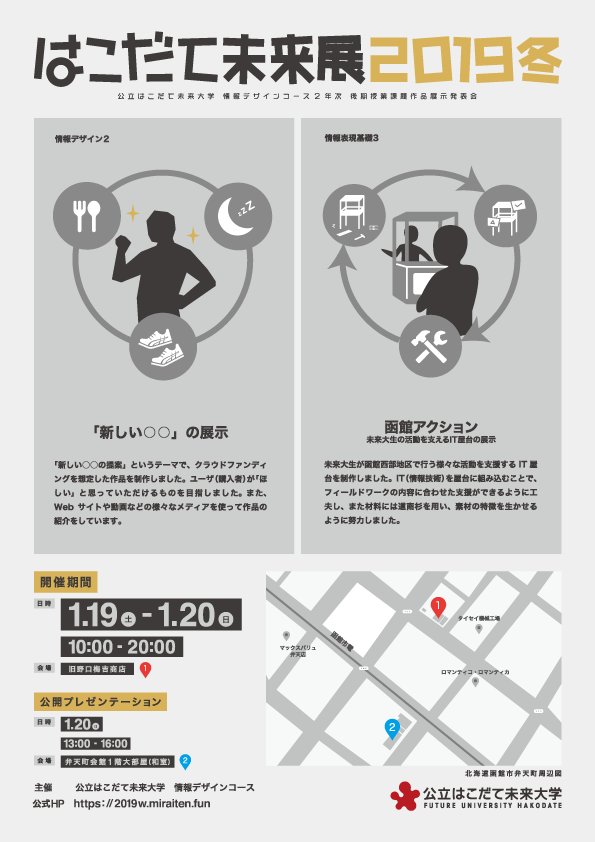 はこだて未来展2019冬
公立はこだて未来大学 情報デザインコース2年次 後期授業課題作品展示発表会
情報デザイン2
zzZ
「新しい○○」の展示
「新しい○○の提案」というテーマで、クラウドファンディ
ングを想定した作品を制作しました。ユーザ（購入者）が「ほ
しい」と思っていただけるものを目指しました。また、
Web サイトや動画などの様々なメディアを使って作品の
紹介をしています。
情報表現基礎3
函館アクション
未来大生の活動を支えるIT屋台の展示
未来大生が函館西部地区で行う様々な活動を支援する IT 屋
台を制作しました。IT（情報技術）を屋台に組み込むことで、
フィールドワークの内容に合わせた支援ができるように工
夫し、また材料には道南杉を用い、素材の特徴を生かせる
ように努力しました。
開催期間
日時
1.19 土 - 1.20 日
10:00 - 20:00
会場
旧野口梅吉商店 1
公開プレゼンテーション
日時
1.20 日
13:00 - 16:00
会場
弁天町会館1階大部屋(和室) 2
主催 公立はこだて未来大学 情報デザインコース
公式HP https://2019w.miraiten.fun
1
タイセイ機械工場
マックスバリュ
弁天店
函館市電
ロマンティコ・ロマンティカ
2
北海道函館市弁天町周辺図
公立はこだて未来大学
FUTURE UNIVERSITY HAKODATE